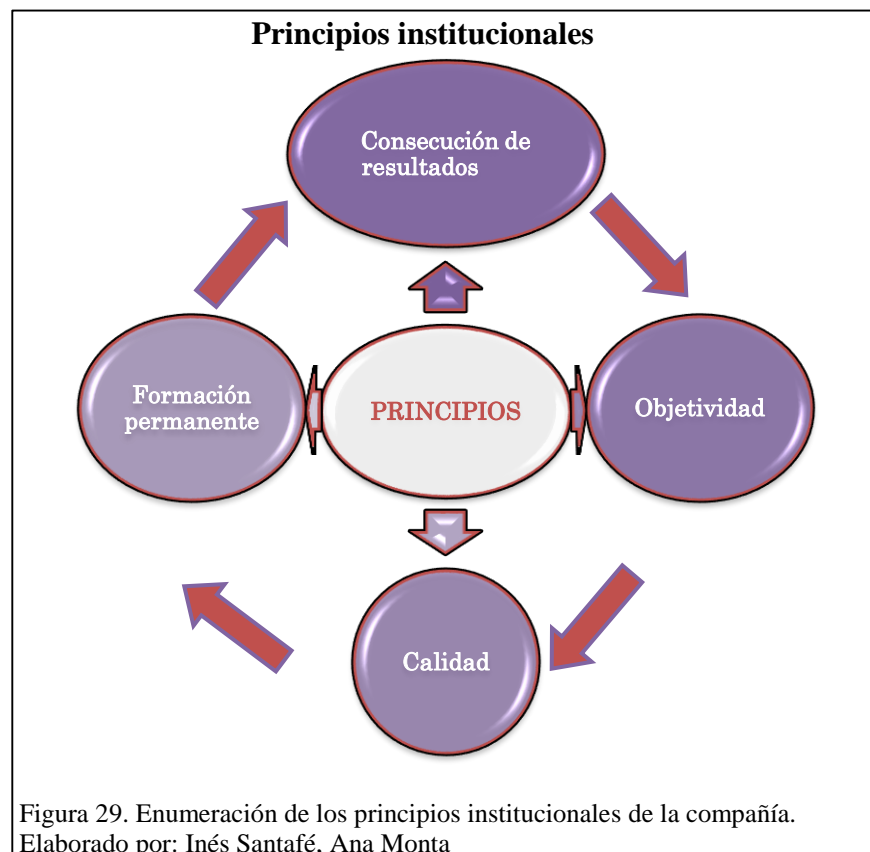 Principios institucionales
Consecución de
resultados
Formación
permanente
PRINCIPIOS
Objetividad
Calidad
Figura 29. Enumeración de los principios institucionales de la compañía.
Elaborado por: Inés Santafé, Ana Monta